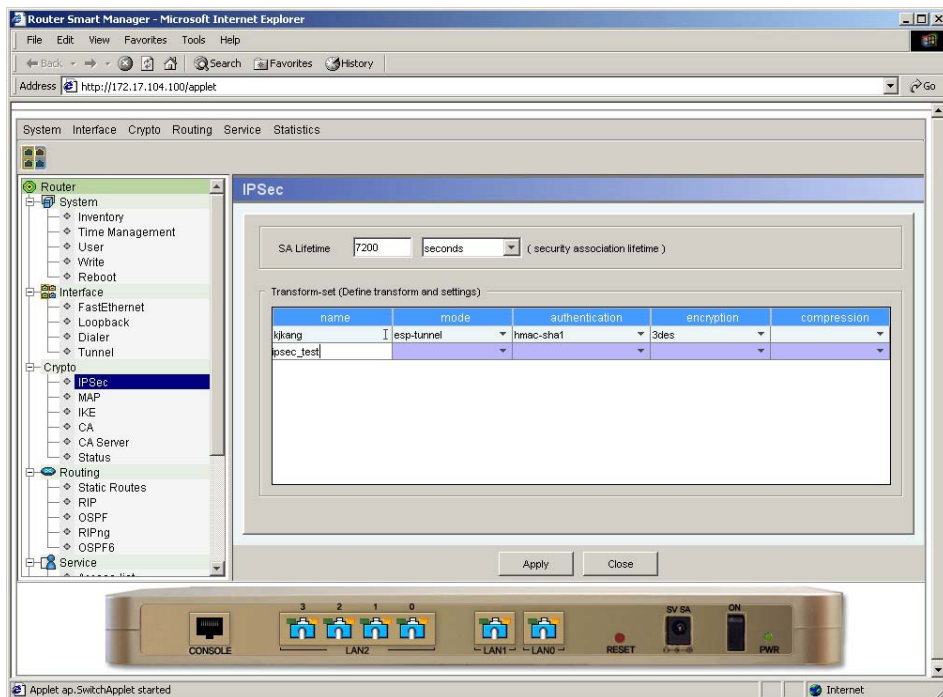 Router Smart Manager - Microsoft Internet Explorer
File Edit View Favorites Tools Help
Back Search Favorites History
Address http://172.17.104.100/applet Go
System Interface Crypto Routing Service Statistics
Router
System
Inventory
Time Management
User
Write
Reboot
Interface
FastEthernet
Loopback
Dialer
Tunnel
Crypto
IPSec
MAP
IKE
CA
CA Server
Status
Routing
Static Routes
RIP
OSPF
RIPng
OSPF6
Service
IPSec
SA Lifetime 7200 seconds ( security association lifetime )
Transform-set (Define transform and settings)
name mode authentication encryption compression
kjkang esp-tunnel hmac-sha1 3des
ipsec_test
Apply Close
3 2 1 0
CONSOLE LAN2 LAN1 LAN0 RESET 5V 5A ON PWR
Applet ap.SwitchApplet started Internet